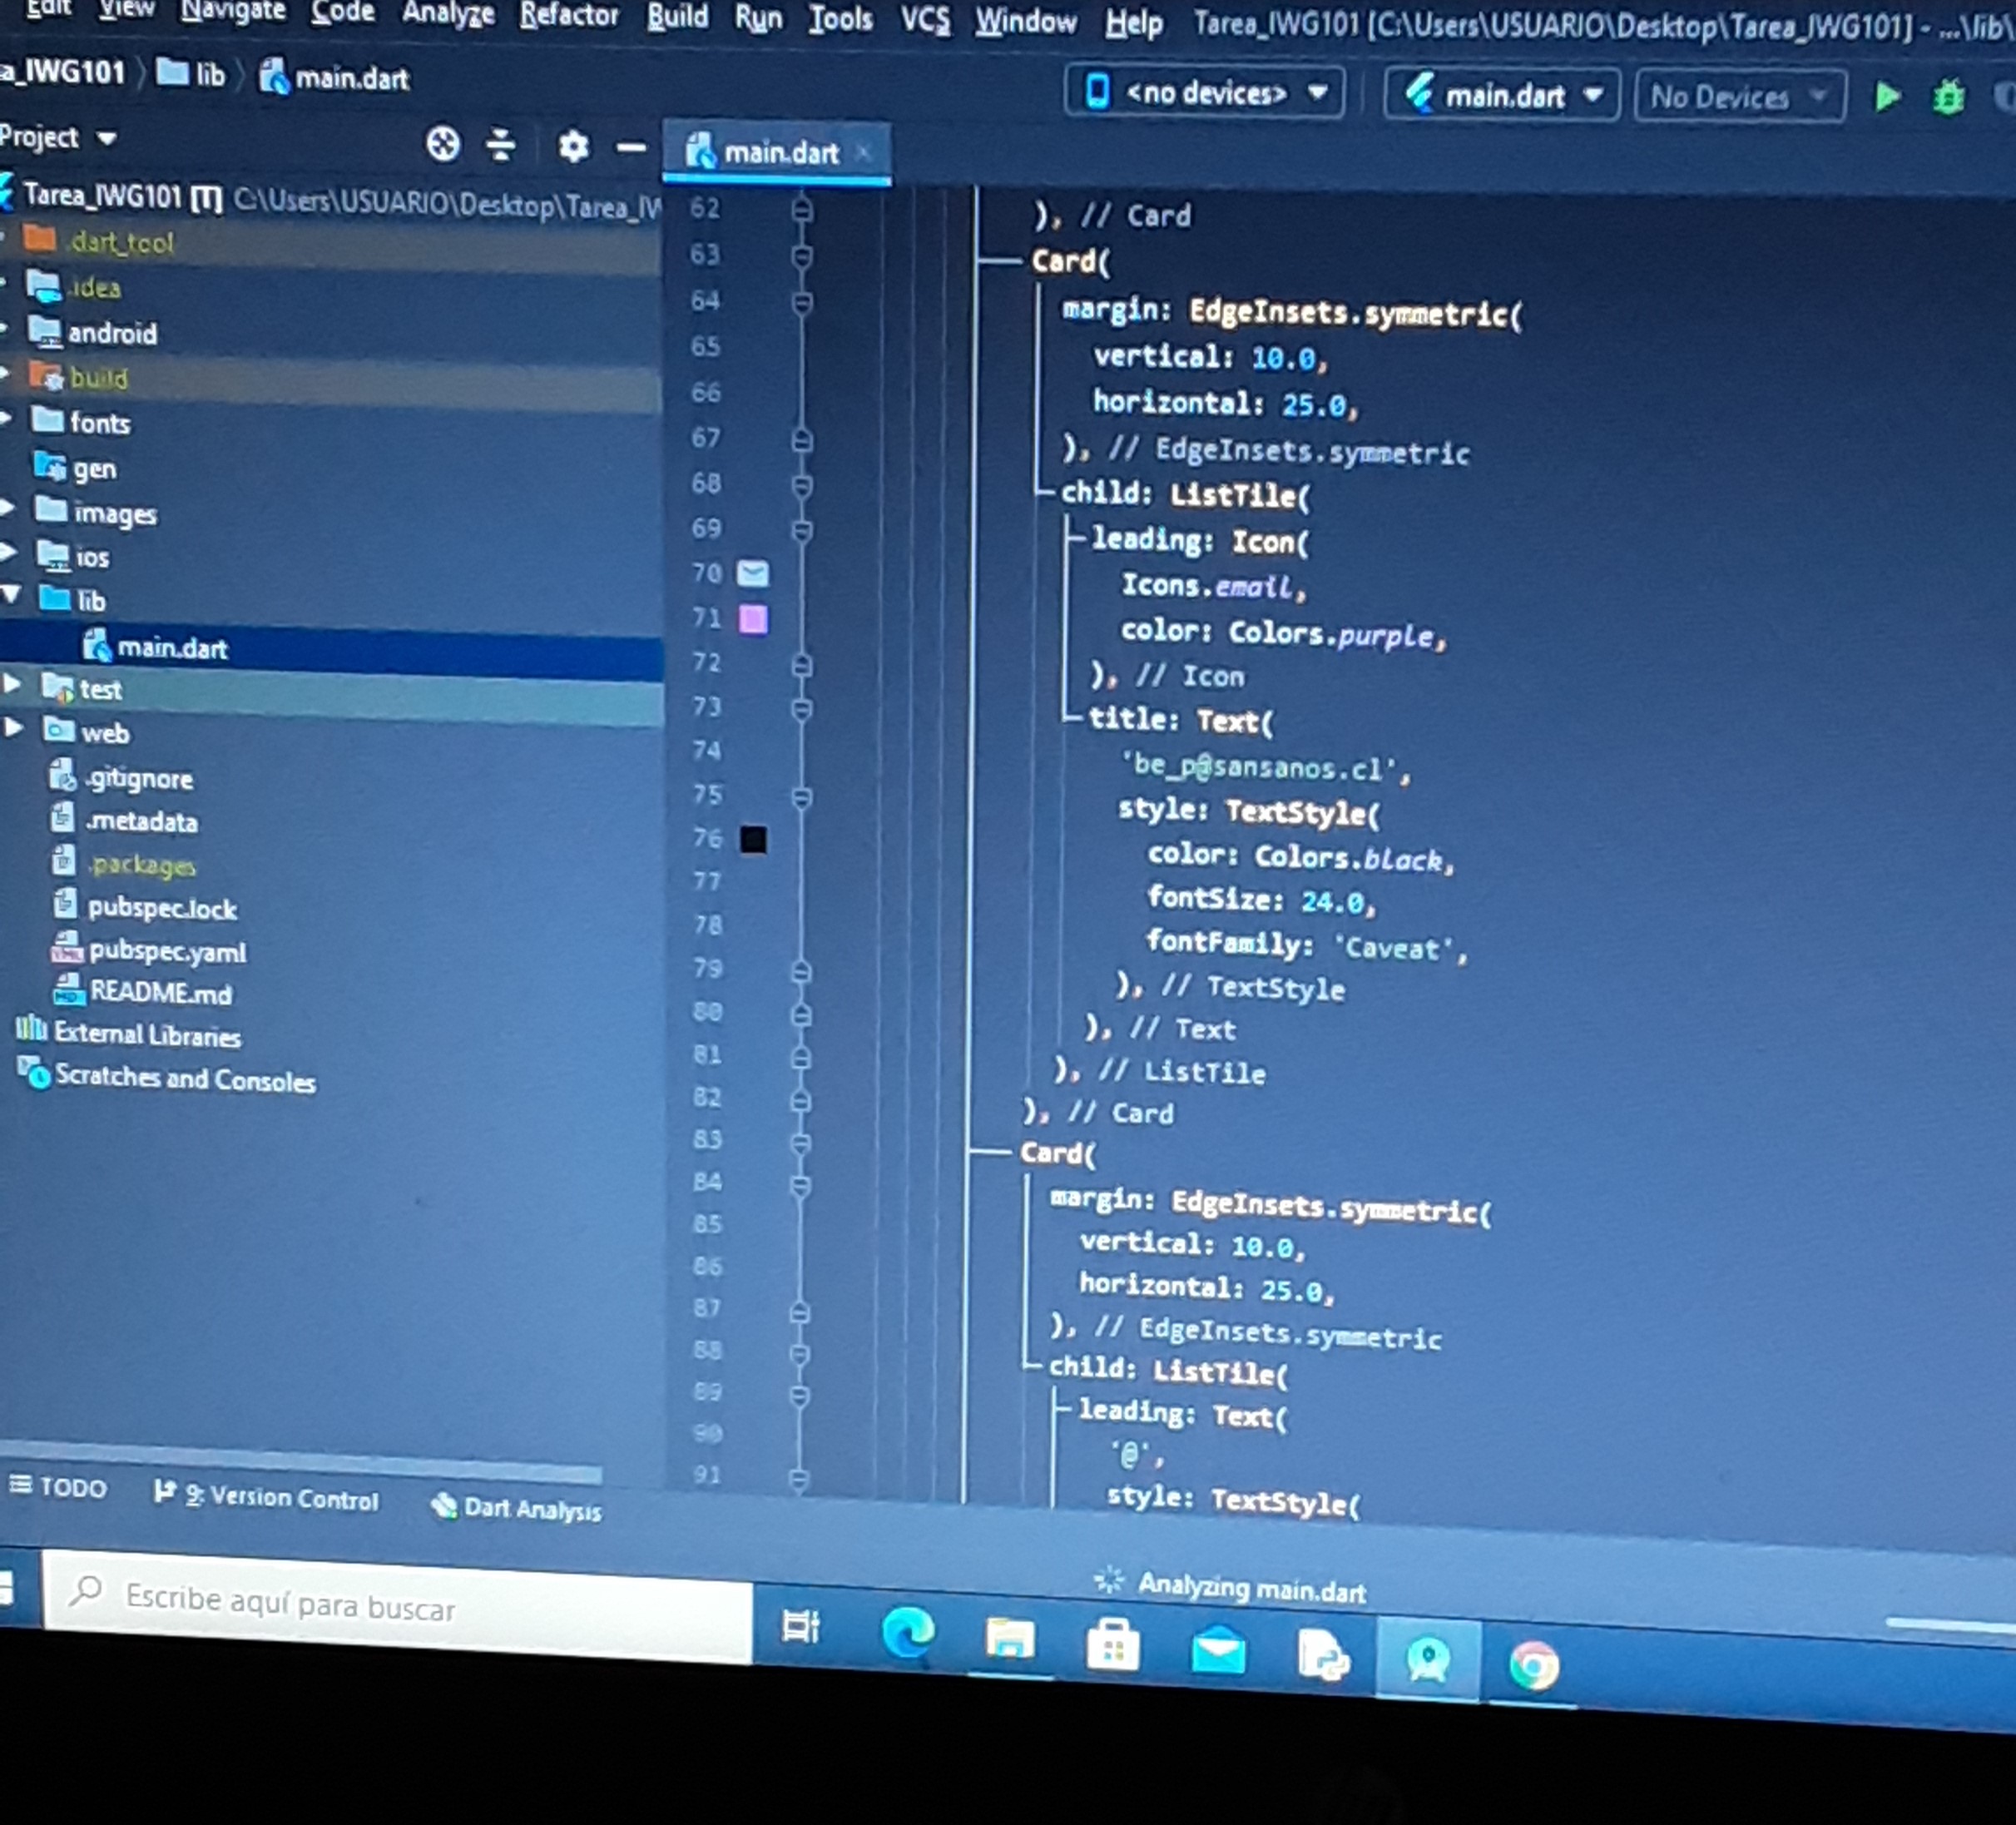 Edit View Navigate Code Analyze Refactor Build Run Tools VCS Window Help Tarea_IWG101 [C:\Users\USUARIO\Desktop\Tarea_IWG101] - ...\lib\
a_IWG101 lib main.dart <no devices> main.dart No Devices
Project main.dart
Tarea_IWG101 [T] C:\Users\USUARIO\Desktop\Tarea_IW
.dart_tool
.idea
android
build
fonts
gen
images
ios
lib
main.dart
test
web
.gitignore
.metadata
.packages
pubspec.lock
pubspec.yaml
README.md
External Libraries
Scratches and Consoles
62 ), // Card
63 Card(
64 margin: EdgeInsets.symmetric(
65 vertical: 10.0,
66 horizontal: 25.0,
67 ), // EdgeInsets.symmetric
68 child: ListTile(
69 leading: Icon(
70 Icons.email,
71 color: Colors.purple,
72 ), // Icon
73 title: Text(
74 'be_p@sansanos.cl',
75 style: TextStyle(
76 color: Colors.black,
77 fontSize: 24.0,
78 fontFamily: 'Caveat',
79 ), // TextStyle
80 ), // Text
81 ), // ListTile
82 ), // Card
83 Card(
84 margin: EdgeInsets.symmetric(
85 vertical: 10.0,
86 horizontal: 25.0,
87 ), // EdgeInsets.symmetric
88 child: ListTile(
89 leading: Text(
90 '@',
91 style: TextStyle(
TODO 9: Version Control Dart Analysis
Analyzing main.dart
Escribe aquí para buscar